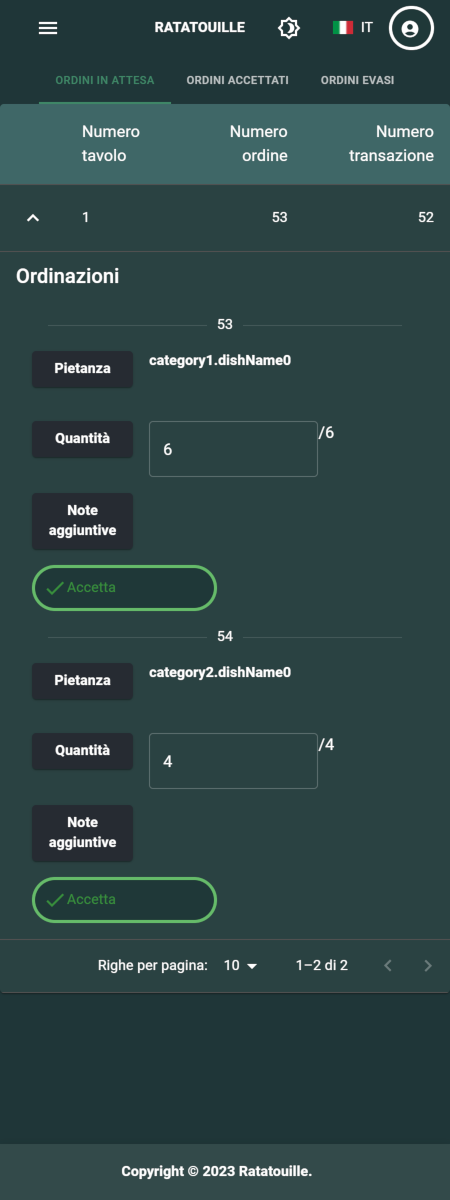 RATATOUILLE IT
ORDINI IN ATTESA ORDINI ACCETTATI ORDINI EVASI
Numero tavolo Numero ordine Numero transazione
1 53 52
Ordinazioni
53
Pietanza category1.dishName0
Quantità 6 /6
Note
aggiuntive
Accetta
54
Pietanza category2.dishName0
Quantità 4 /4
Note
aggiuntive
Accetta
Righe per pagina: 10 1–2 di 2
Copyright © 2023 Ratatouille.